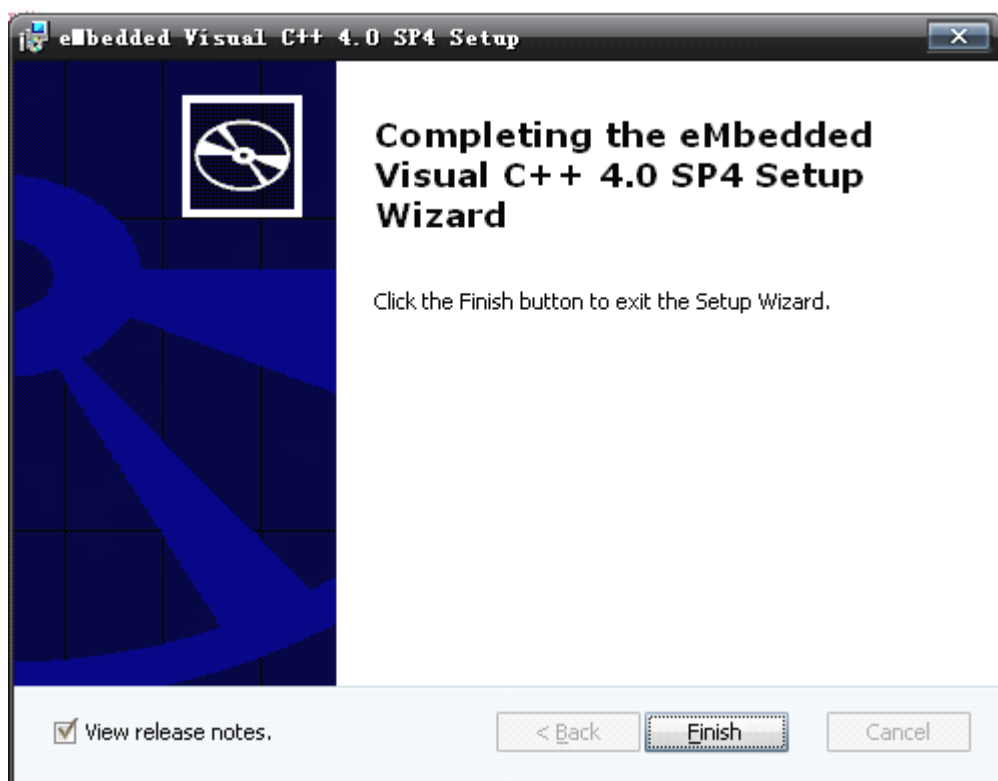 eMbedded Visual C++ 4.0 SP4 Setup
Completing the eMbedded
Visual C++ 4.0 SP4 Setup
Wizard
Click the Finish button to exit the Setup Wizard.
View release notes.
< Back
Finish
Cancel